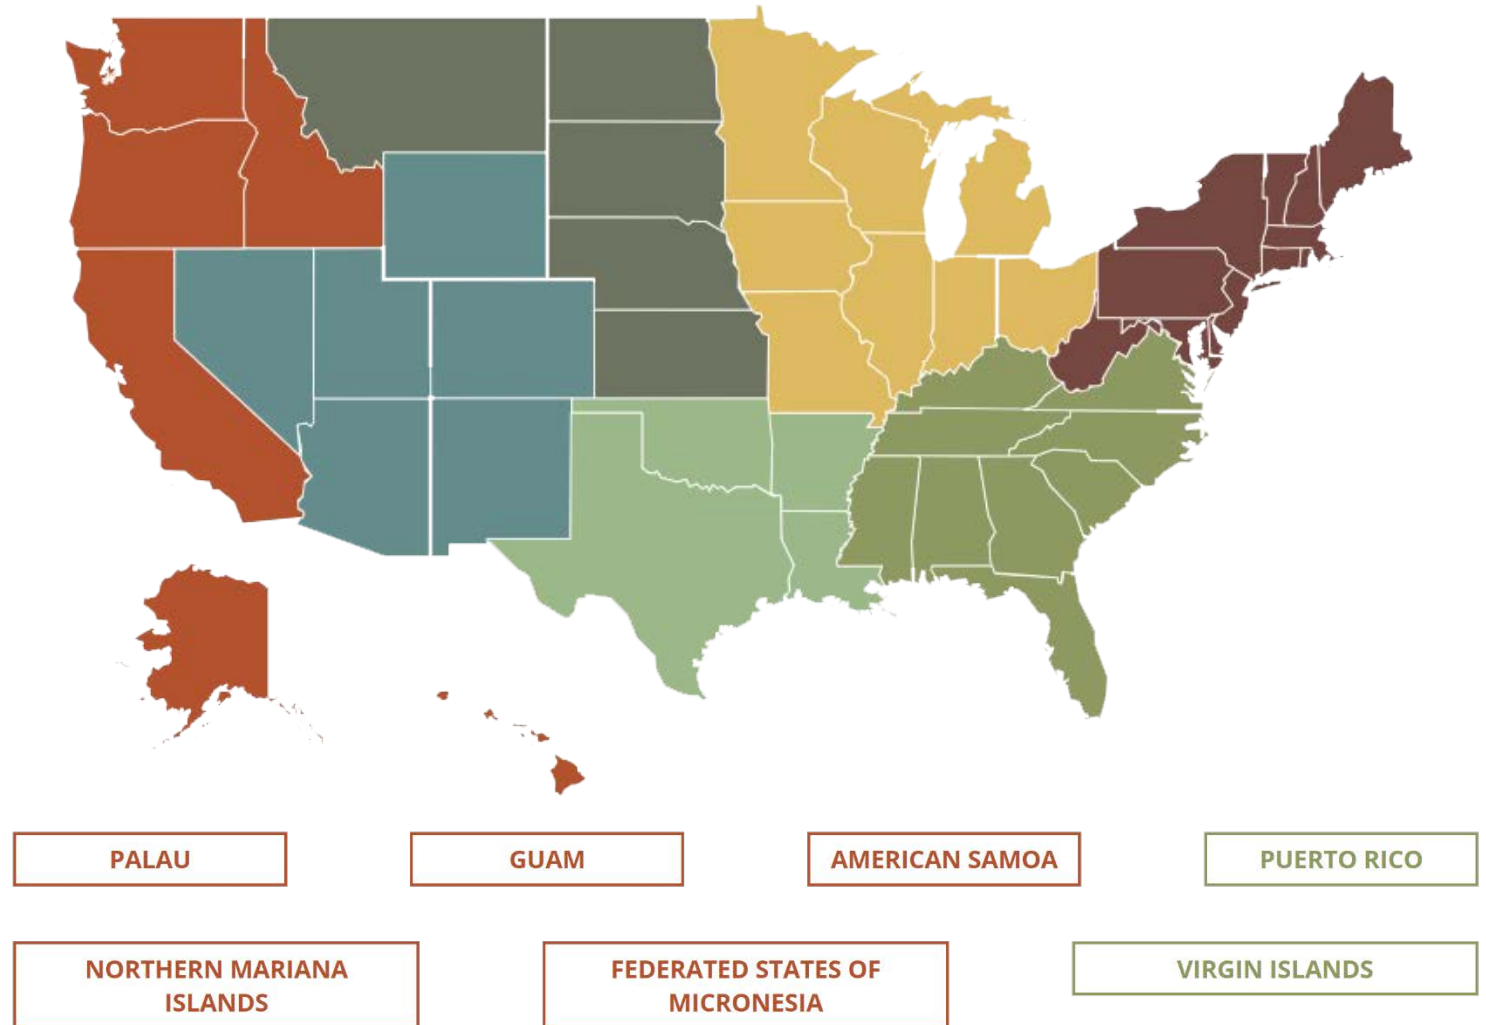 PALAU
GUAM
AMERICAN SAMOA
PUERTO RICO
NORTHERN MARIANA
ISLANDS
FEDERATED STATES OF
MICRONESIA
VIRGIN ISLANDS